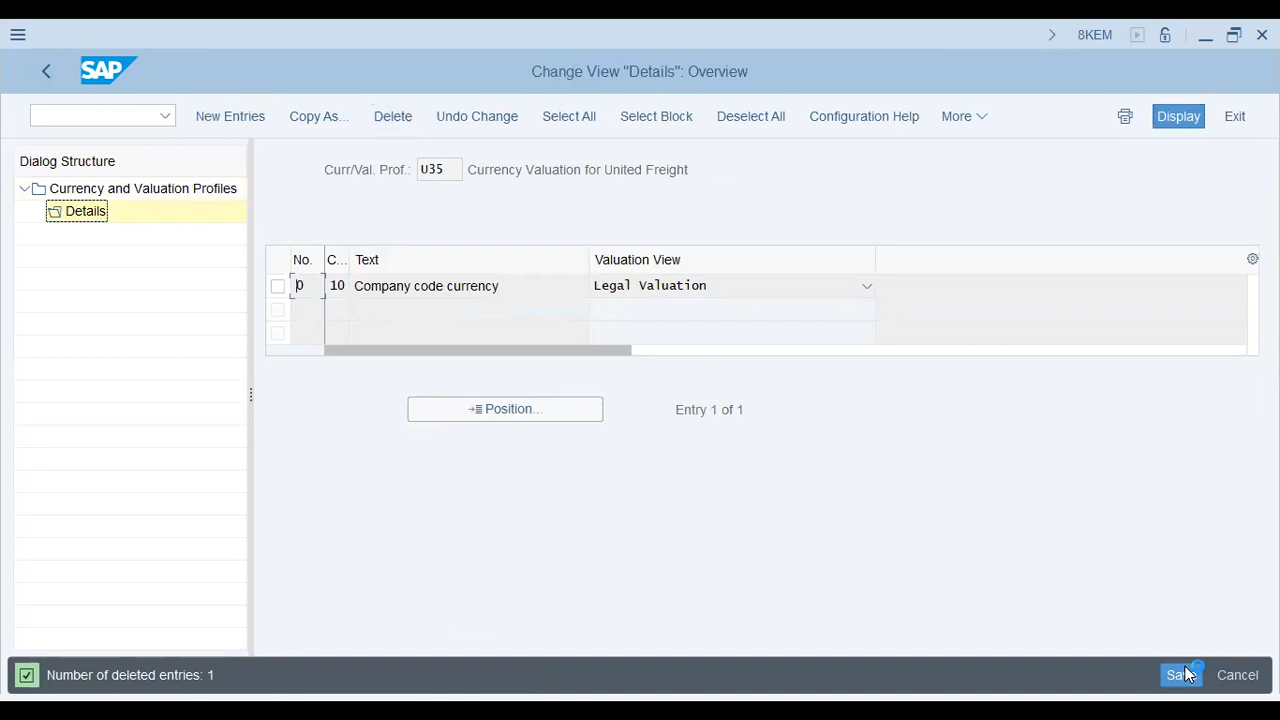 8KEM
SAP
Change View "Details": Overview
New Entries Copy As... Delete Undo Change Select All Select Block Deselect All Configuration Help More Display Exit
Dialog Structure
Currency and Valuation Profiles
Details
Curr/Val. Prof.: U35 Currency Valuation for United Freight
No. C... Text Valuation View
0 10 Company code currency Legal Valuation
Position... Entry 1 of 1
Number of deleted entries: 1 Cancel